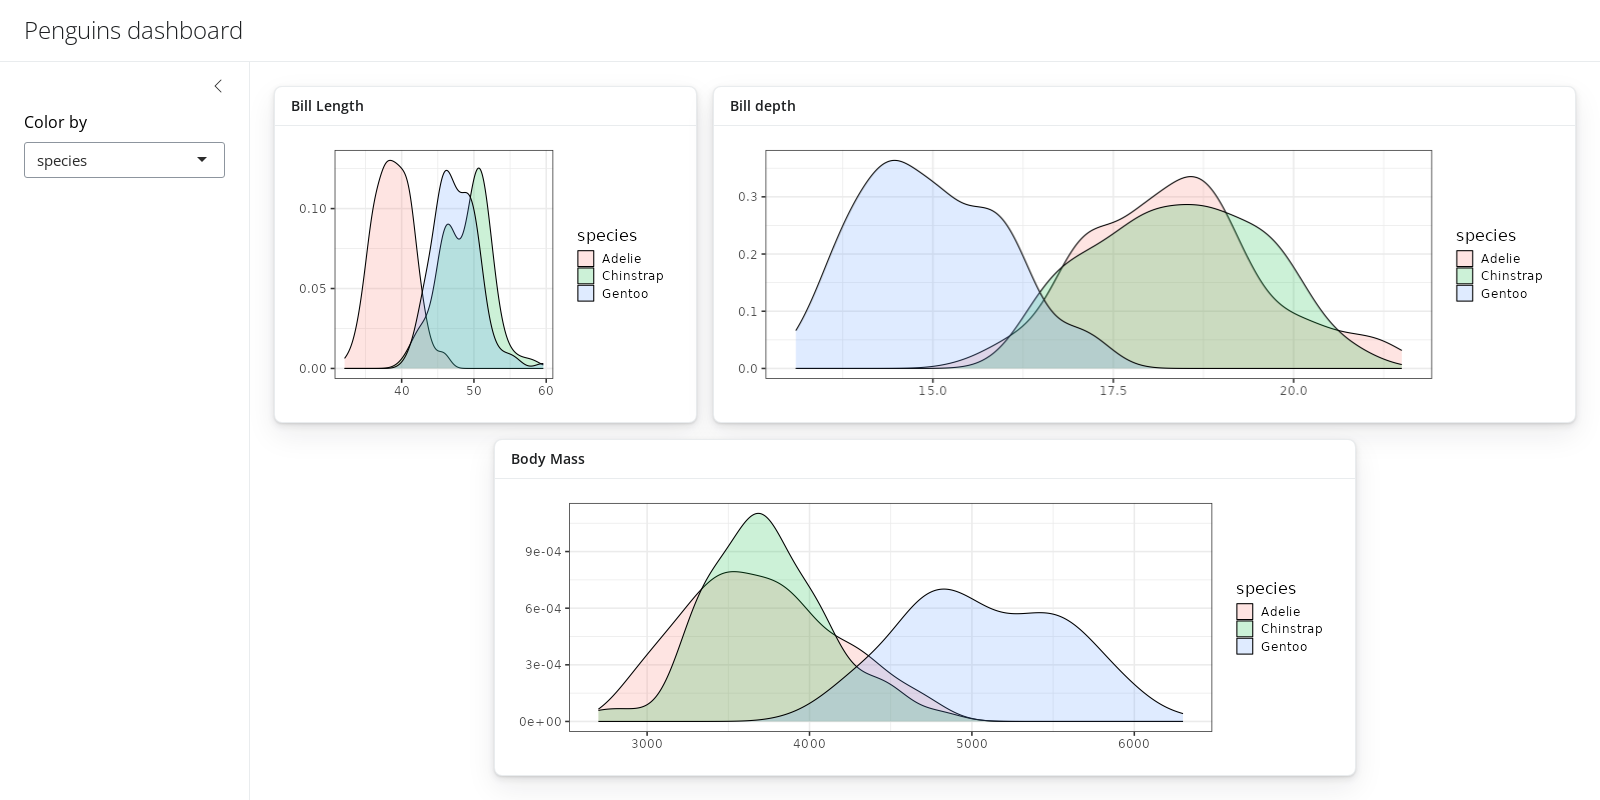 Penguins dashboard
Color by
species
Bill Length
0.10
0.05
0.00
40 50 60
species
Adelie
Chinstrap
Gentoo
Bill depth
0.3
0.2
0.1
0.0
15.0 17.5 20.0
species
Adelie
Chinstrap
Gentoo
Body Mass
9e-04
6e-04
3e-04
0e+00
3000 4000 5000 6000
species
Adelie
Chinstrap
Gentoo